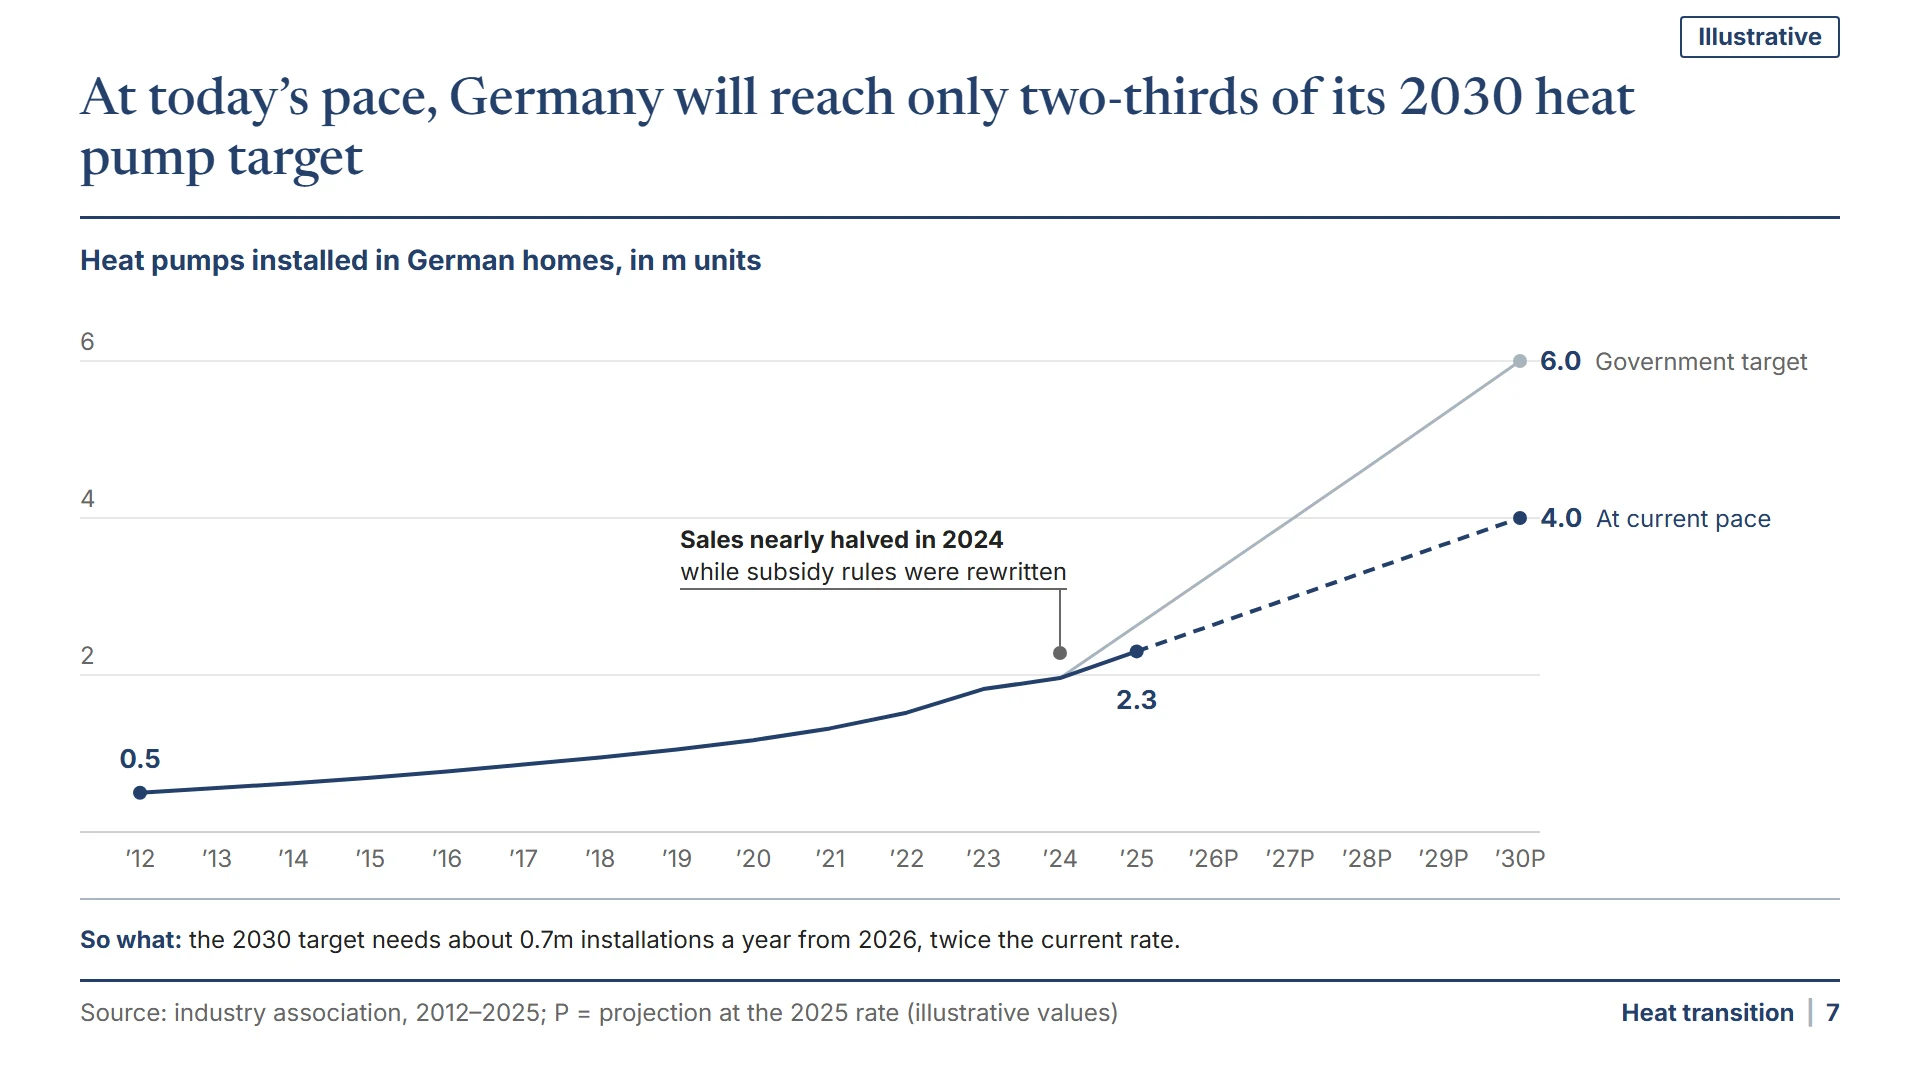 Illustrative
At today’s pace, Germany will reach only two-thirds of its 2030 heat
pump target
Heat pumps installed in German homes, in m units
6
6.0 Government target
4
4.0 At current pace
Sales nearly halved in 2024
while subsidy rules were rewritten
2
2.3
0.5
’12 ’13 ’14 ’15 ’16 ’17 ’18 ’19 ’20 ’21 ’22 ’23 ’24 ’25 ’26P ’27P ’28P ’29P ’30P
So what: the 2030 target needs about 0.7m installations a year from 2026, twice the current rate.
Source: industry association, 2012–2025; P = projection at the 2025 rate (illustrative values)
Heat transition | 7